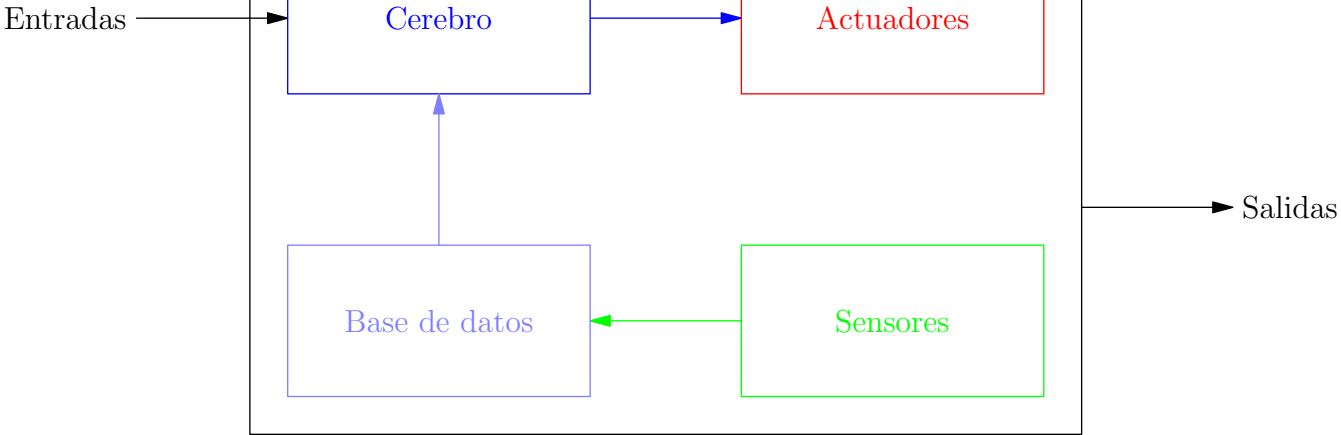 Entradas
Cerebro
Actuadores
Salidas
Base de datos
Sensores